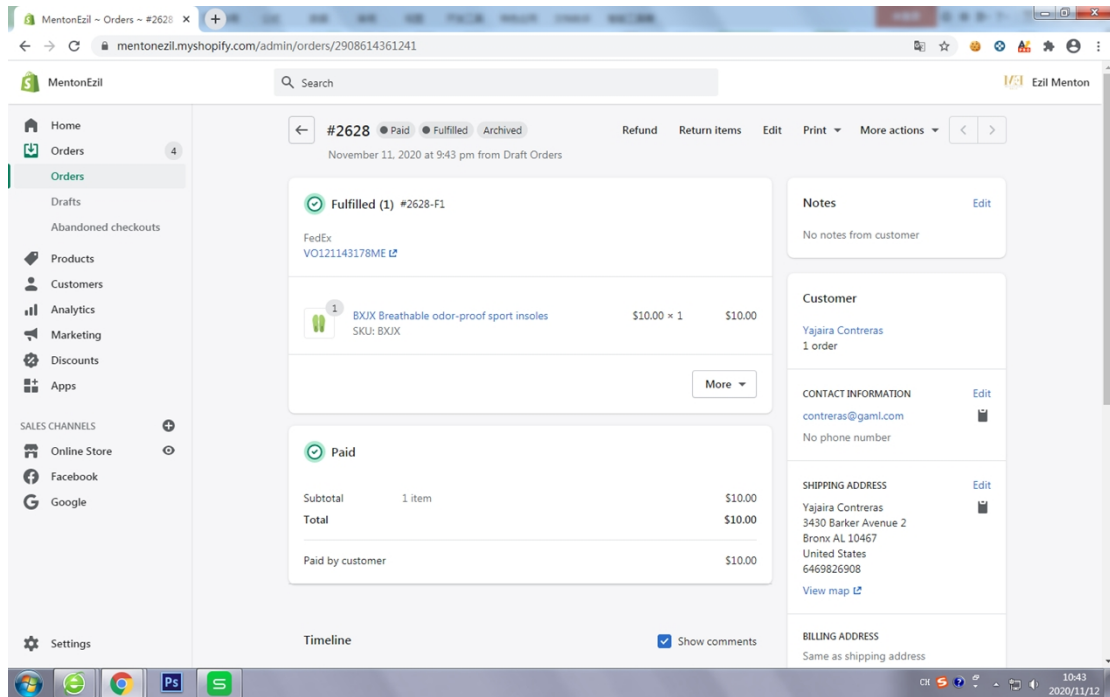 MentonEzil ~ Orders ~ #2628
mentonezil.myshopify.com/admin/orders/2908614361241
MentonEzil
Search
Ezil Menton
Home
Orders 4
Orders
Drafts
Abandoned checkouts
Products
Customers
Analytics
Marketing
Discounts
Apps
SALES CHANNELS
Online Store
Facebook
Google
Settings
#2628 Paid Fulfilled Archived
Refund Return items Edit Print More actions
November 11, 2020 at 9:43 pm from Draft Orders
Fulfilled (1) #2628-F1
FedEx
VO121143178ME
1
BXJX Breathable odor-proof sport insoles $10.00 × 1 $10.00
SKU: BXJX
More
Paid
Subtotal 1 item $10.00
Total $10.00
Paid by customer $10.00
Timeline Show comments
Notes Edit
No notes from customer
Customer
Yajaira Contreras
1 order
CONTACT INFORMATION Edit
contreras@gaml.com
No phone number
SHIPPING ADDRESS Edit
Yajaira Contreras
3430 Barker Avenue 2
Bronx AL 10467
United States
6469826908
View map
BILLING ADDRESS
Same as shipping address
Ps
CH
10:43
2020/11/12